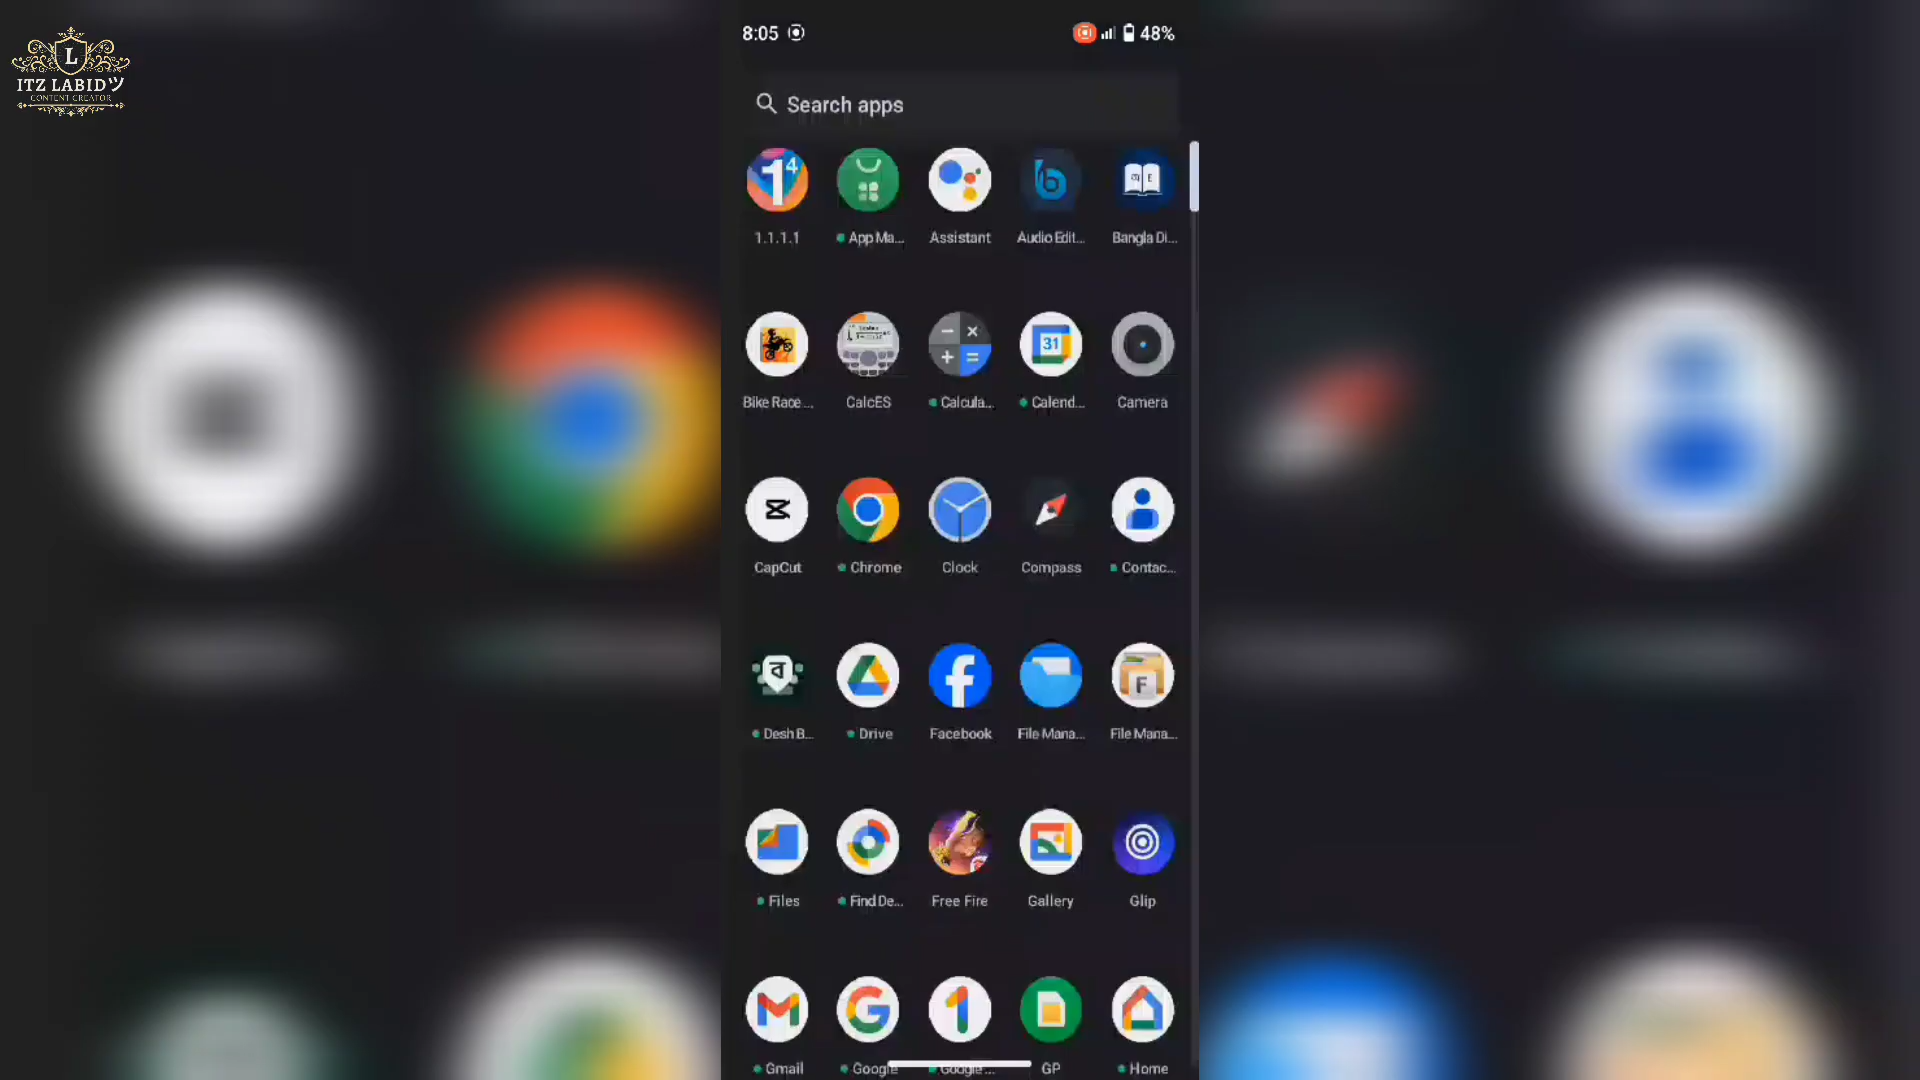 8:05 48%
L
ITZ LABIDツ
CONTENT CREATOR
Search apps
1.1.1.1 App Ma... Assistant Audio Edit... Bangla Di...
Bike Race ... CalcES Calcula... Calend... Camera
CapCut Chrome Clock Compass Contac...
Desh B... Drive Facebook File Mana... File Mana...
Files Find De... Free Fire Gallery Glip
Gmail Google Google ... GP Home